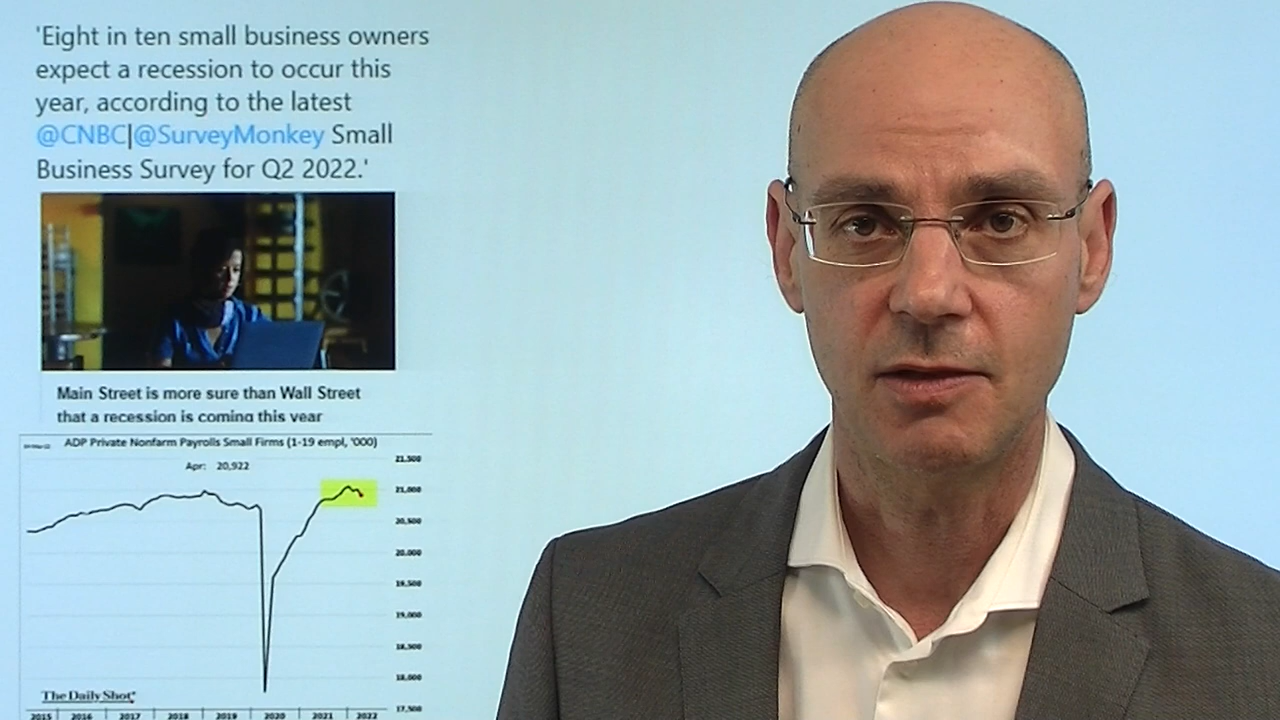 'Eight in ten small business owners
expect a recession to occur this
year, according to the latest
@CNBC|@SurveyMonkey Small
Business Survey for Q2 2022.'
Main Street is more sure than Wall Street
that a recession is coming this year
ADP Private Nonfarm Payrolls Small Firms (1-19 empl, '000)
Apr: 20,922
21,500
21,000
20,500
20,000
19,500
19,000
18,500
18,000
17,500
The Daily Shot
2015 2016 2017 2018 2019 2020 2021 2022